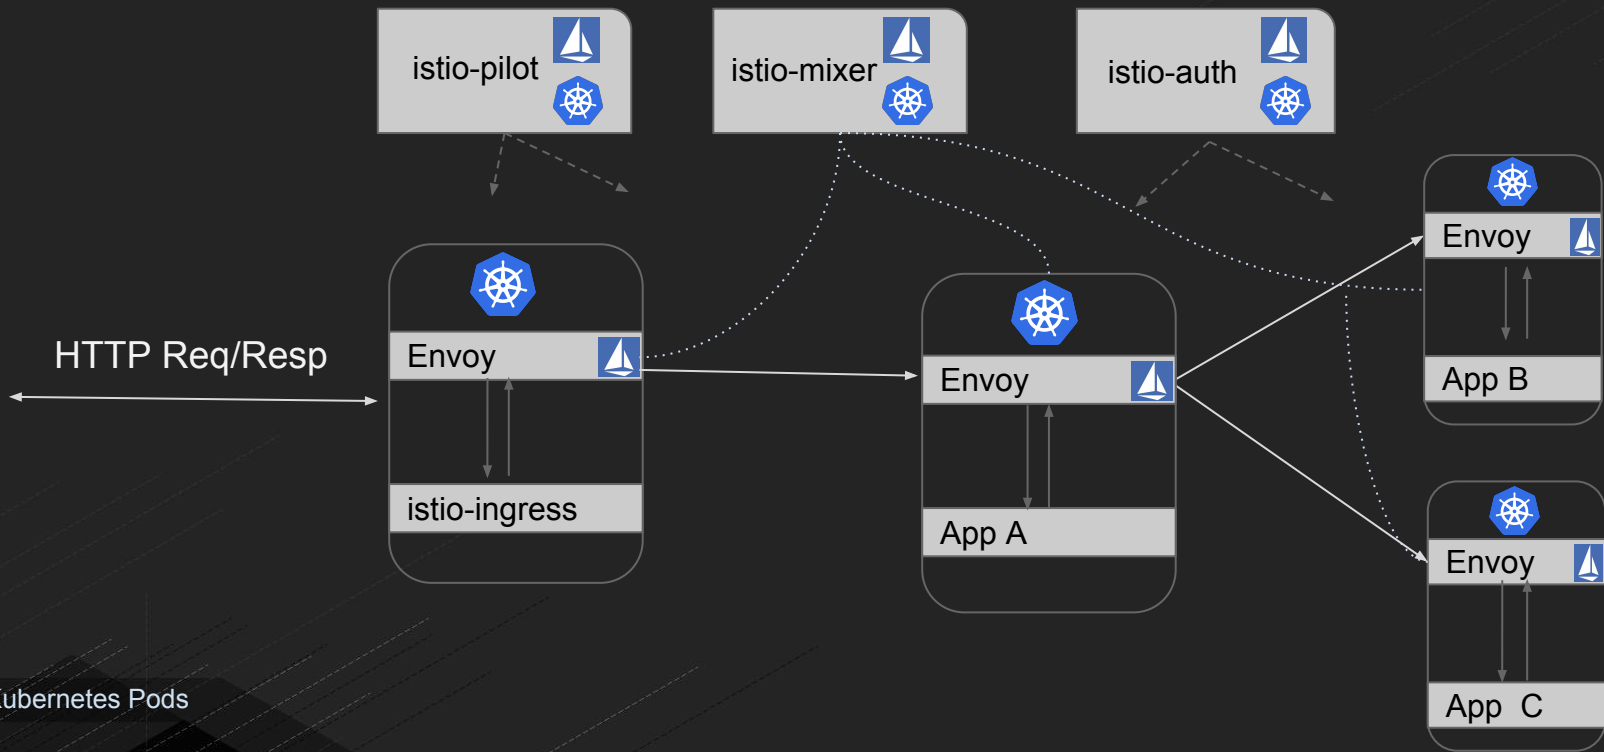 istio-pilot
istio-mixer
istio-auth
HTTP Req/Resp
Envoy
istio-ingress
Envoy
App A
Envoy
App B
Envoy
App C
Pods